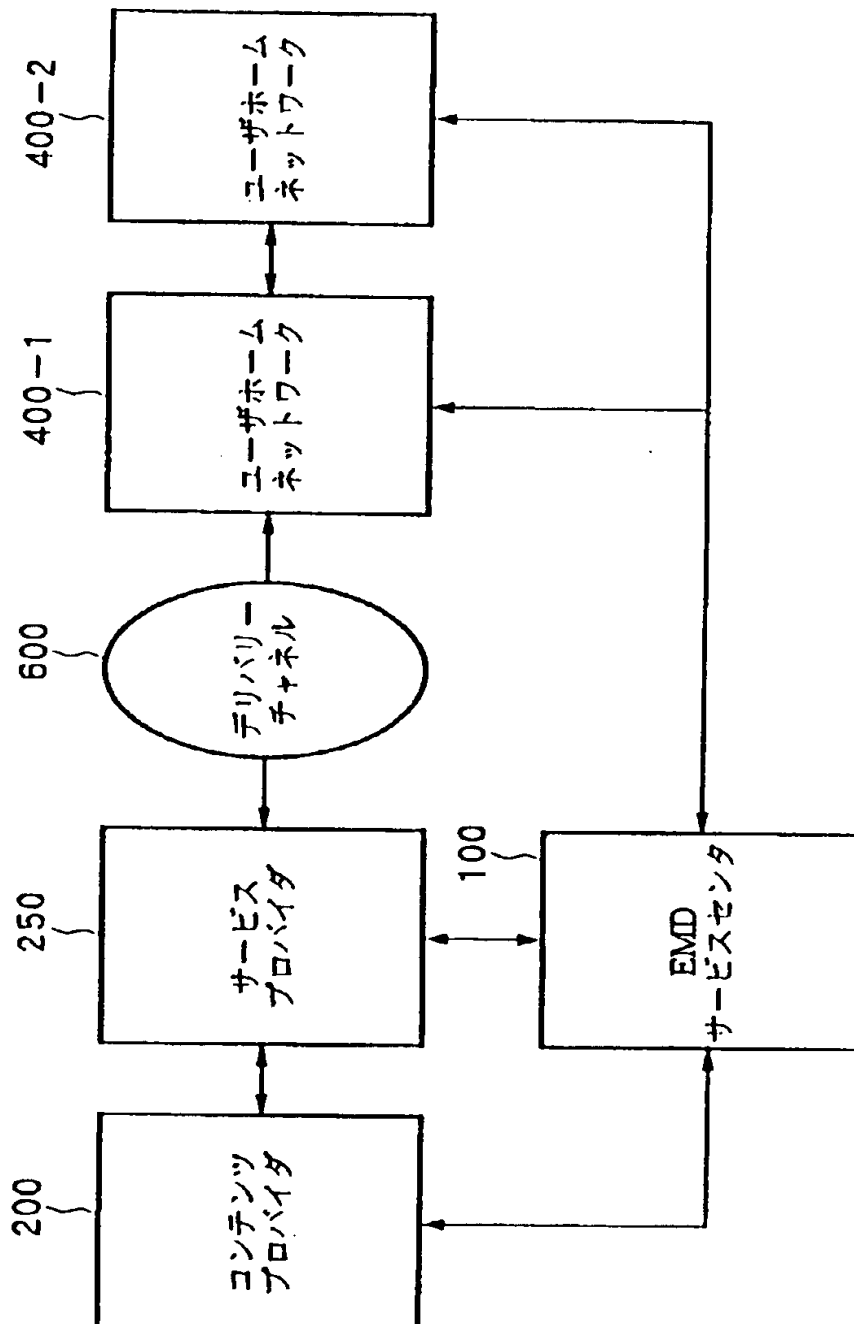 200
コンテンツ
プロバイダ
250
サービス
プロバイダ
600
デリバリー
チャネル
400-1
ユーザホーム
ネットワーク
400-2
ユーザホーム
ネットワーク
100
EMD
サービスセンタ